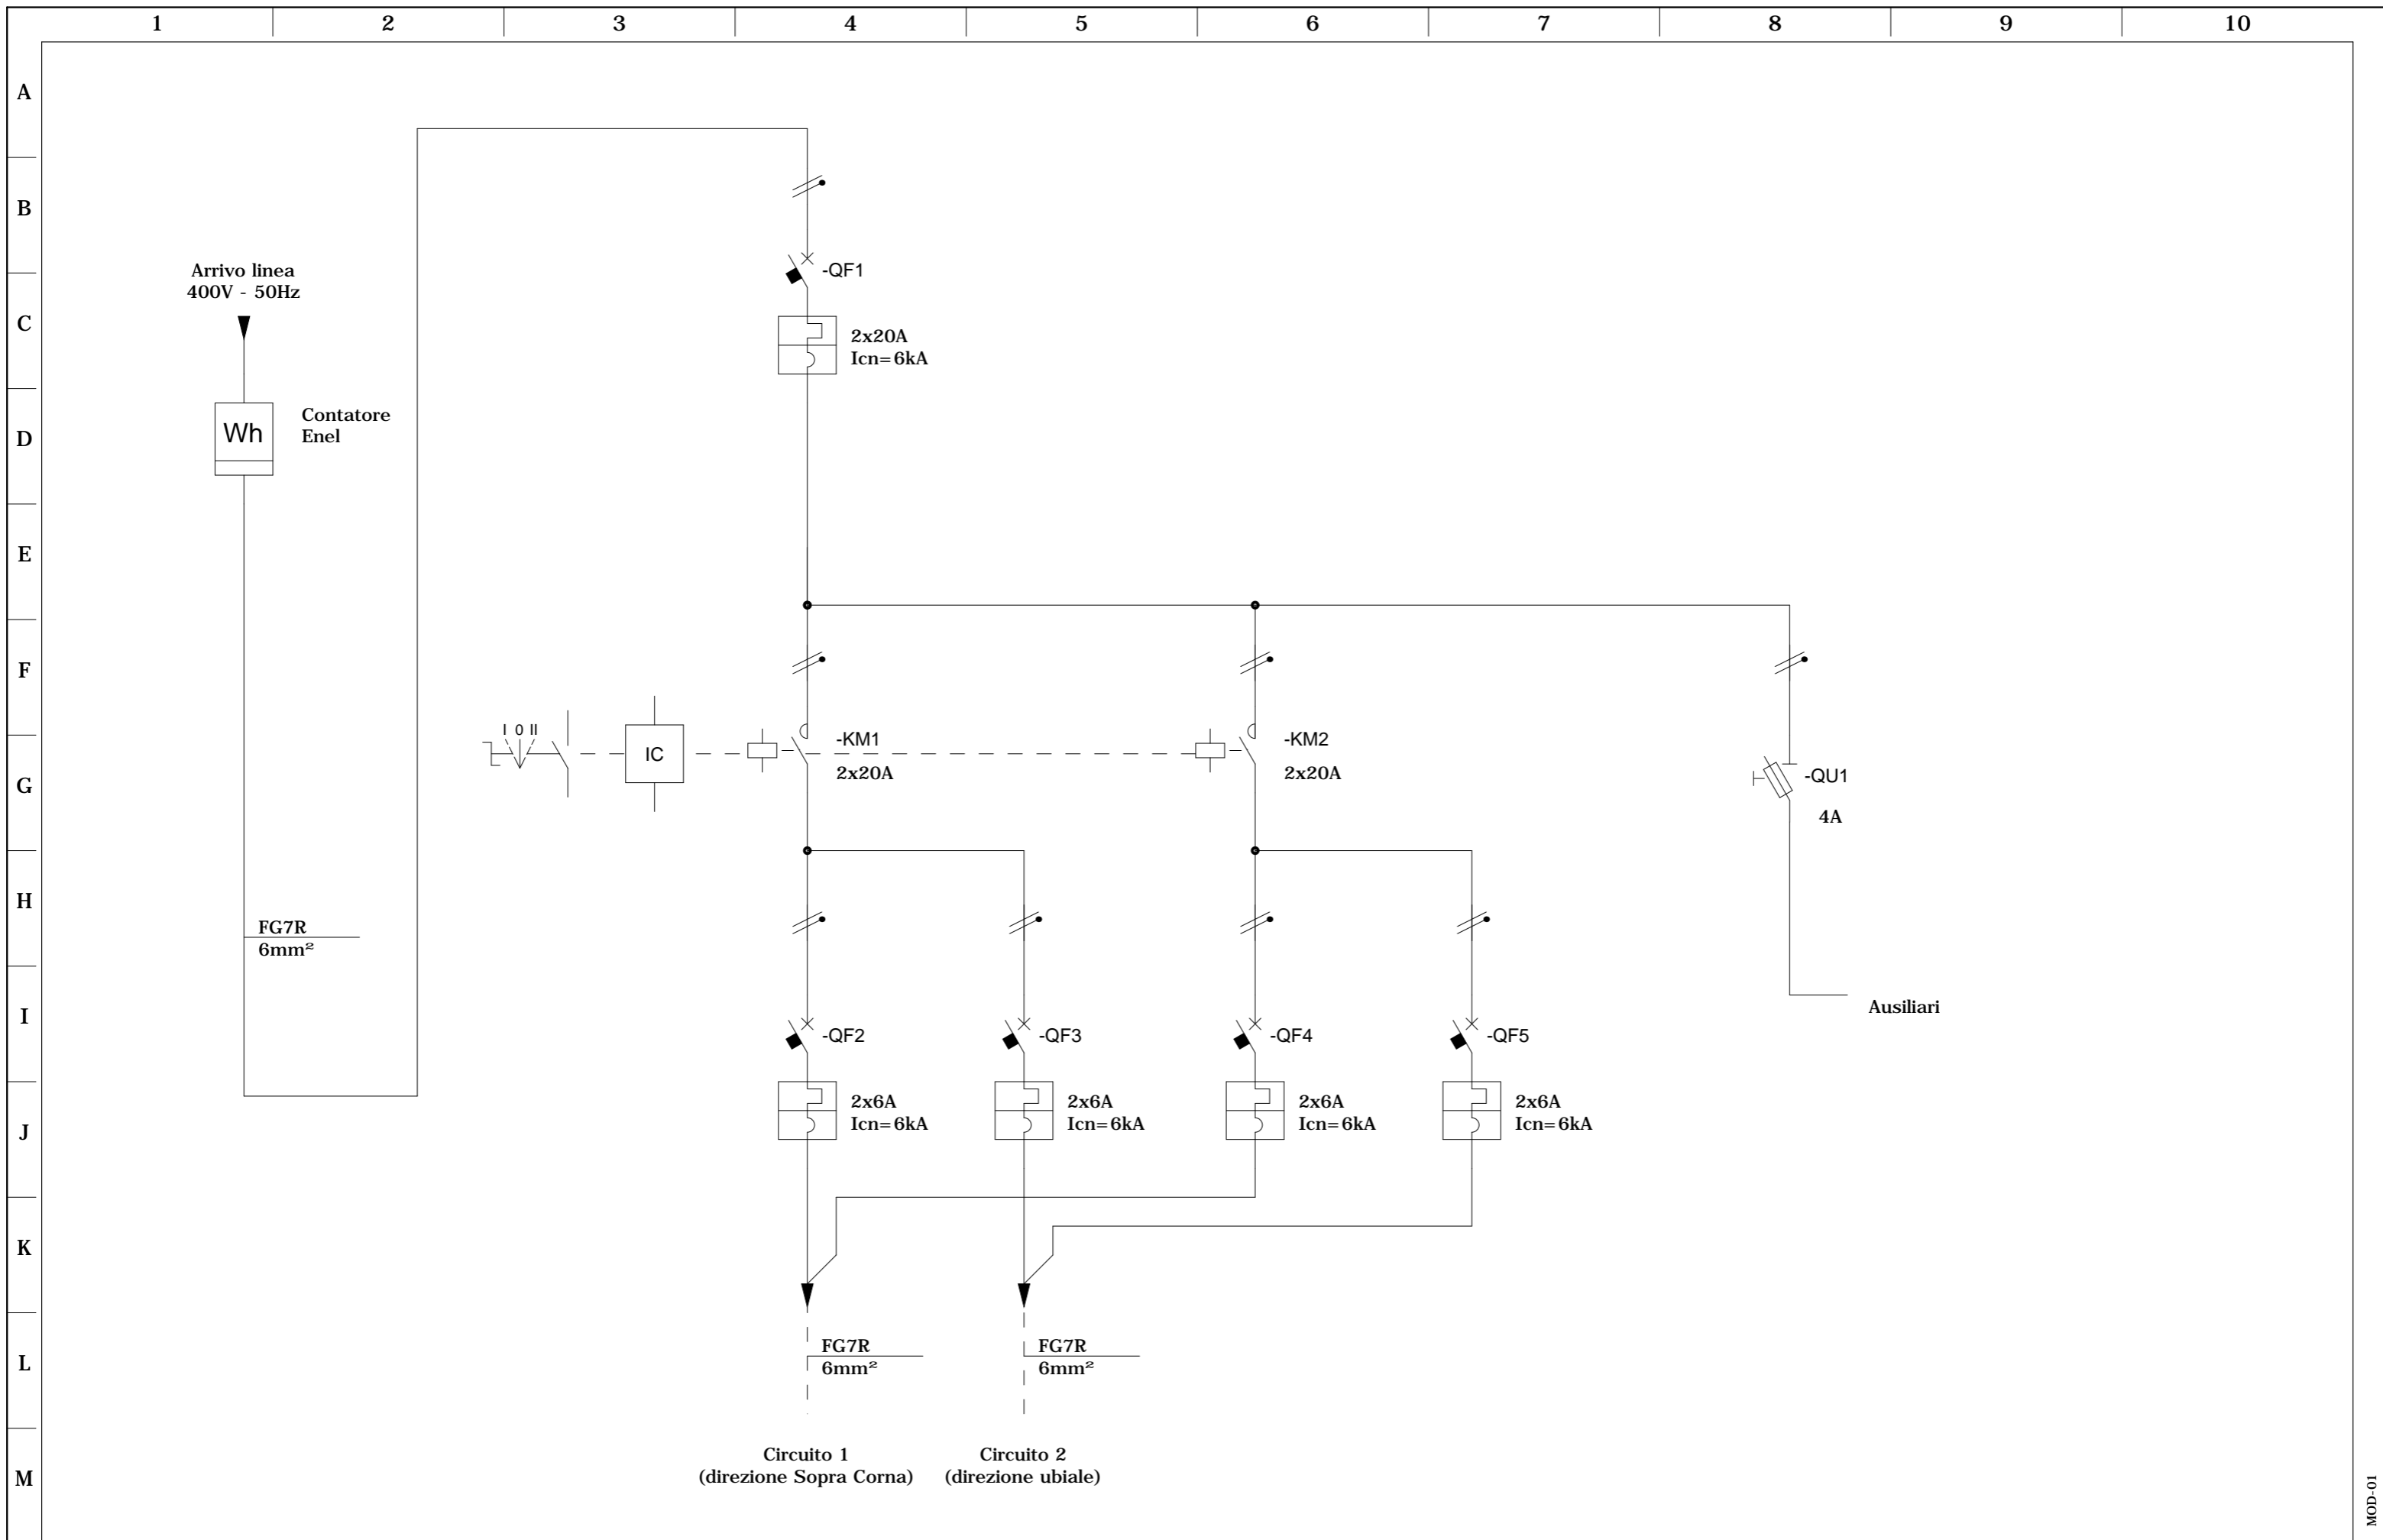 1 2 3 4 5 6 7 8 9 10
A
B
Arrivo linea
400V - 50Hz
-QF1
C
2x20A
Icn=6kA
D
Wh
Contatore
Enel
E
F
I 0 II
IC
-KM1
2x20A
-KM2
2x20A
G
-QU1
4A
H
FG7R
6mm²
I
Ausiliari
-QF2
-QF3
-QF4
-QF5
J
2x6A
Icn=6kA
2x6A
Icn=6kA
2x6A
Icn=6kA
2x6A
Icn=6kA
K
L
FG7R
6mm²
FG7R
6mm²
M
Circuito 1
(direzione Sopra Corna)
Circuito 2
(direzione ubiale)
MOD-01